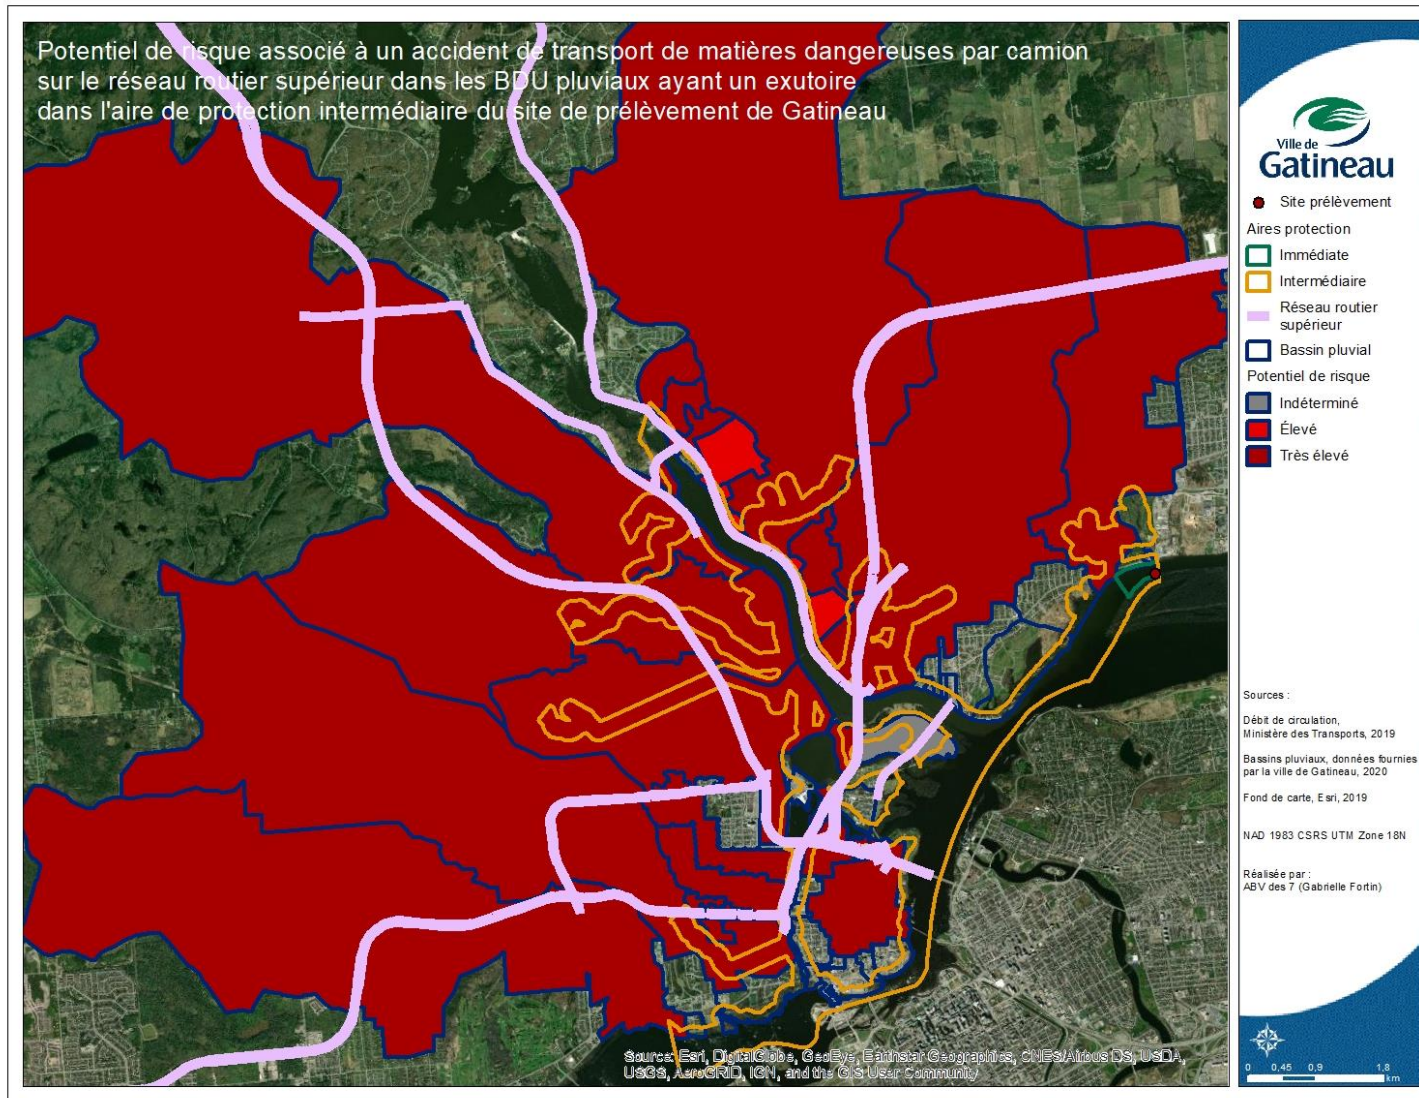 Potentiel de risque associé à un accident de transport de matières dangereuses par camion
sur le réseau routier supérieur dans les BDU pluviaux ayant un exutoire
dans l'aire de protection intermédiaire du site de prélèvement de Gatineau
Source: Esri, DigitalGlobe, GeoEye, Earthstar Geographics, CNES/Airbus DS, USDA,
USGS, AeroGRID, IGN, and the GIS User Community
Ville de
Gatineau
Site prélèvement
Aires protection
Immédiate
Intermédiaire
Réseau routier
supérieur
Bassin pluvial
Potentiel de risque
Indéterminé
Élevé
Très élevé
Sources :
Débit de circulation,
Ministère des Transports, 2019
Bassins pluviaux, données fournies
par la ville de Gatineau, 2020
Fond de carte, Esri, 2019
NAD 1983 CSRS UTM Zone 18N
Réalisée par :
ABV des 7 (Gabrielle Fortin)
0 0,45 0,9 1,8
km